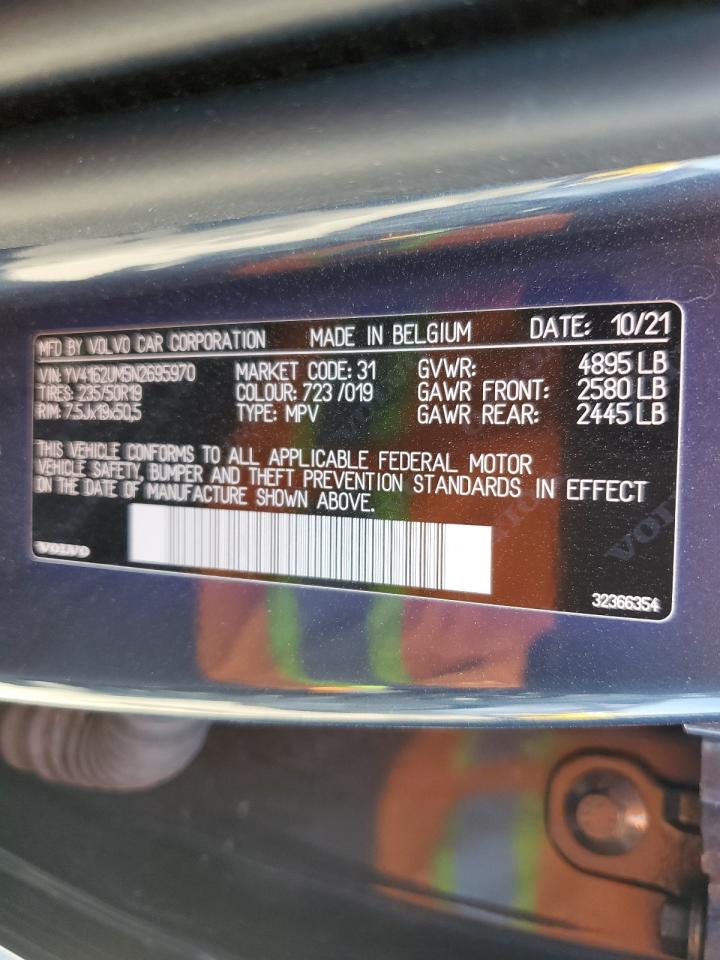 MFD BY VOLVO CAR CORPORATION MADE IN BELGIUM DATE: 10/21
VIN: YV4162UM5N2695970 MARKET CODE: 31 GVWR: 4895 LB
TIRES: 235/50R19 COLOUR: 723 /019 GAWR FRONT: 2580 LB
RIM: 7,5Jx19x50,5 TYPE: MPV GAWR REAR: 2445 LB
THIS VEHICLE CONFORMS TO ALL APPLICABLE FEDERAL MOTOR
VEHICLE SAFETY, BUMPER AND THEFT PREVENTION STANDARDS IN EFFECT
ON THE DATE OF MANUFACTURE SHOWN ABOVE.
VOLVO
32366354